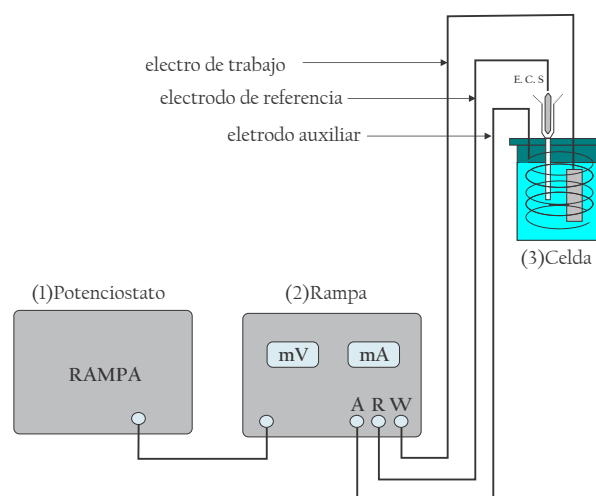 electro de trabajo
E. C. S
electrodo de referencia
eletrodo auxiliar
(3)Celda
(1)Potenciostato
(2)Rampa
mV
mA
RAMPA
A R W